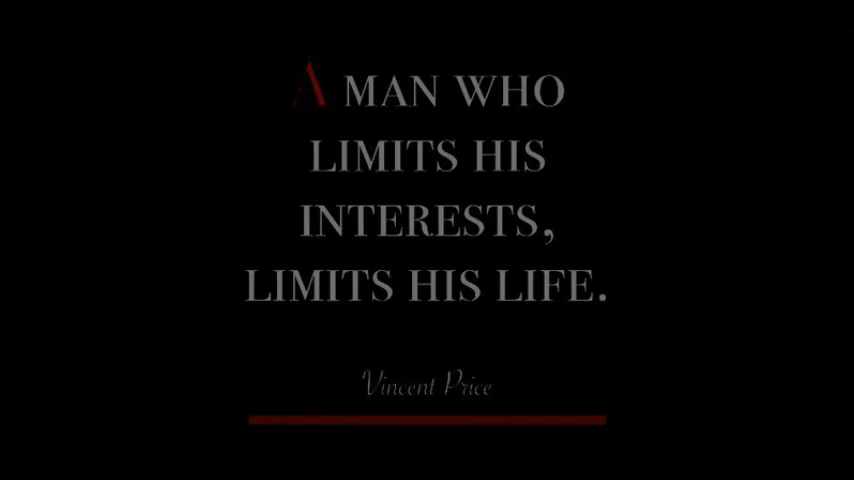 A MAN WHO
LIMITS HIS
INTERESTS,
LIMITS HIS LIFE.
Vincent Price